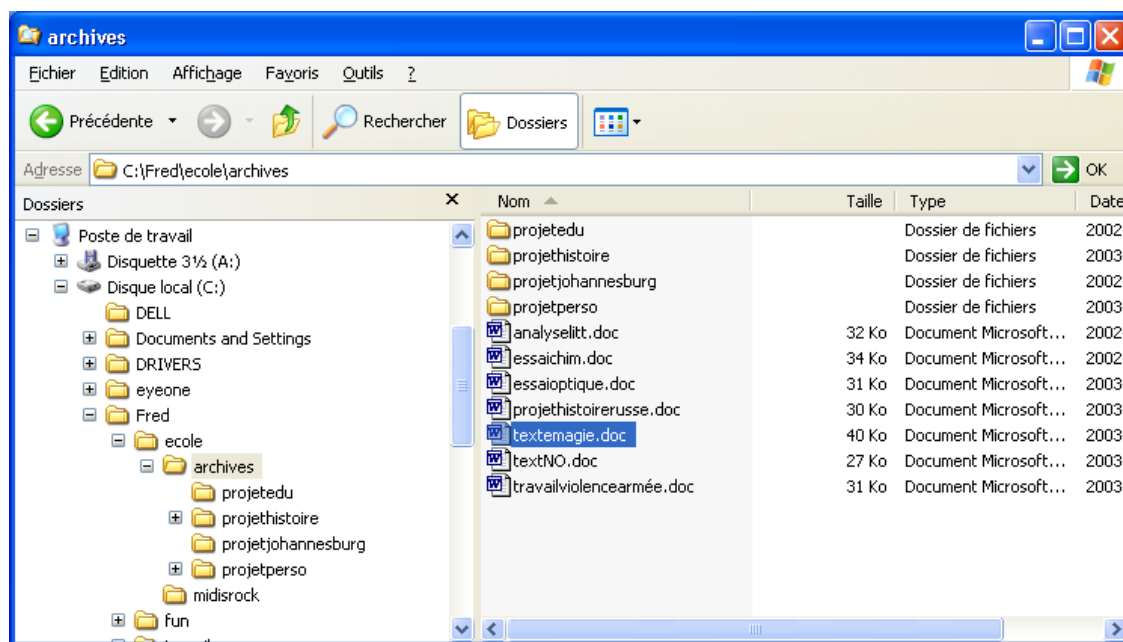 archives
Fichier Edition Affichage Favoris Outils ?
Précédente Rechercher Dossiers
Adresse C:\Fred\ecole\archives OK
Dossiers
Poste de travail
Disquette 3½ (A:)
Disque local (C:)
DELL
Documents and Settings
DRIVERS
eyeone
Fred
ecole
archives
projetedu
projethistoire
projetjohannesburg
projetperso
midisrock
fun
Nom Taille Type Date
projetedu Dossier de fichiers 2002
projethistoire Dossier de fichiers 2003
projetjohannesburg Dossier de fichiers 2002
projetperso Dossier de fichiers 2003
analyselitt.doc 32 Ko Document Microsoft... 2002
essaichim.doc 34 Ko Document Microsoft... 2002
essaioptique.doc 31 Ko Document Microsoft... 2003
projethistoirerusse.doc 30 Ko Document Microsoft... 2003
textemagie.doc 40 Ko Document Microsoft... 2003
textNO.doc 27 Ko Document Microsoft... 2003
travailviolencearmée.doc 31 Ko Document Microsoft... 2003